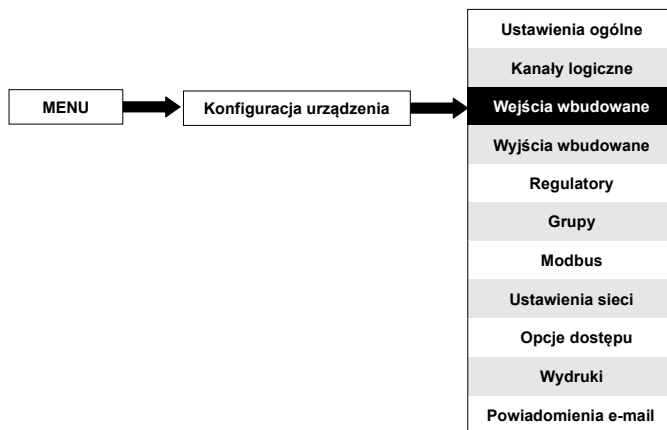 MENU
Konfiguracja urządzenia
Ustawienia ogólne
Kanały logiczne
Wejścia wbudowane
Wyjścia wbudowane
Regulatory
Grupy
Modbus
Ustawienia sieci
Opcje dostępu
Wydruki
Powiadomienia e-mail